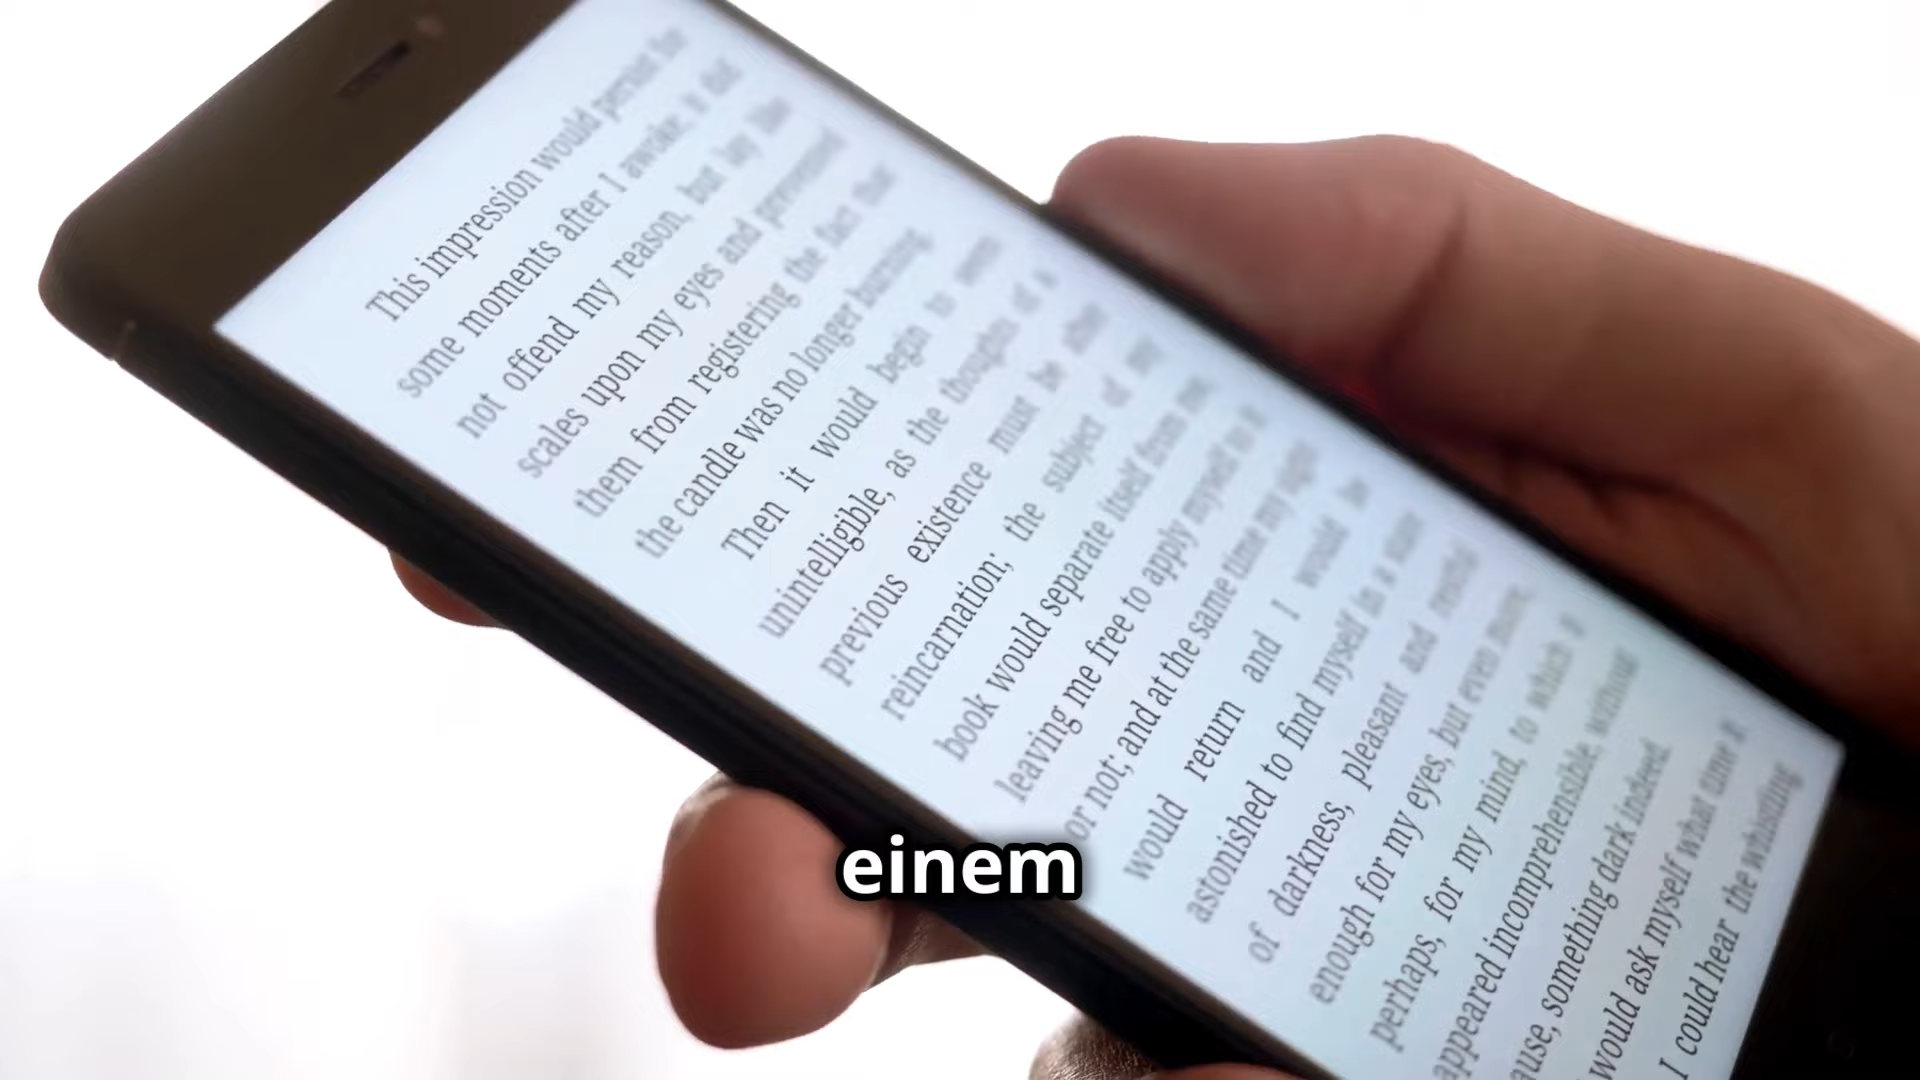 This impression would persist for
some moments after I awoke; it did
not offend my reason, but lay like
scales upon my eyes and prevented
them from registering the fact that
the candle was no longer burning.
Then it would begin to seem
unintelligible, as the thoughts of a
previous existence must be after
reincarnation; the subject of my
book would separate itself from me,
leaving me free to apply myself to it
or not; and at the same time my sight
would return and I would be
astonished to find myself in a state
of darkness, pleasant and restful
enough for my eyes, but even more,
perhaps, for my mind, to which it
appeared incomprehensible, without
ause, something dark indeed.
would ask myself what time it
I could hear the whistling
einem